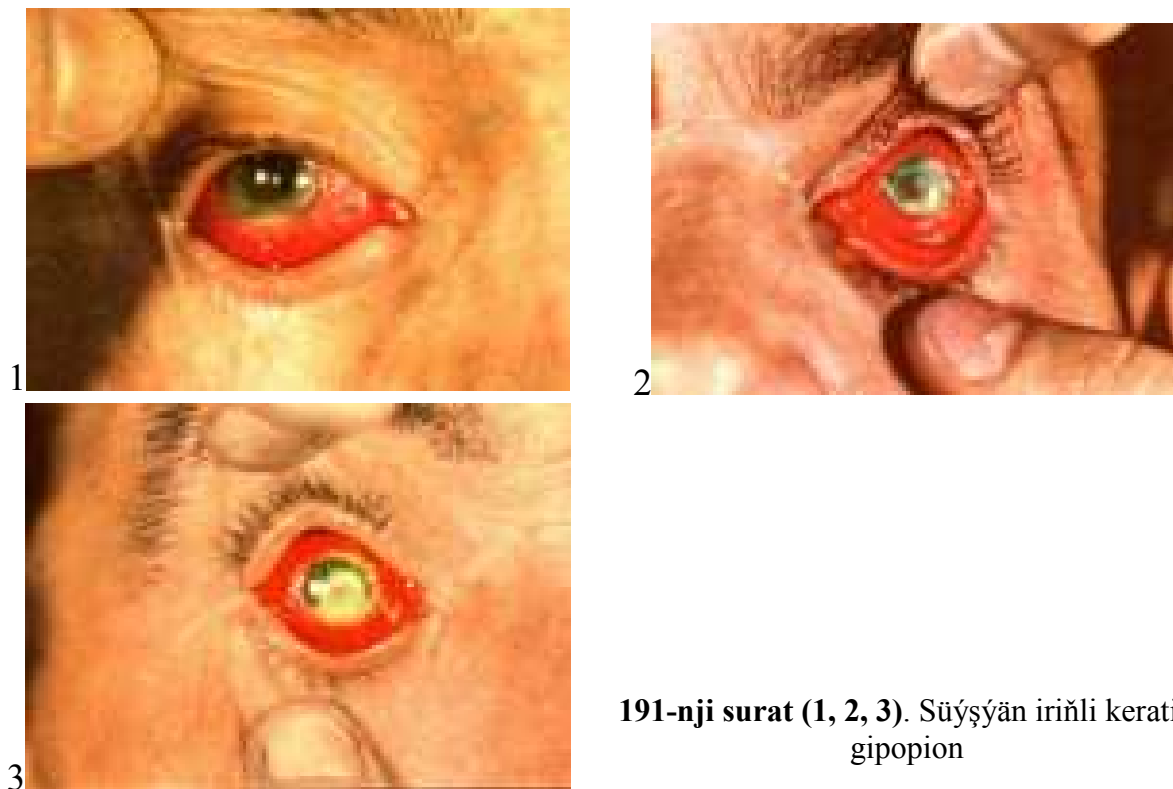 1
2
3
191-nji surat (1, 2, 3). Süýşýän iriňli kerati
gipopion